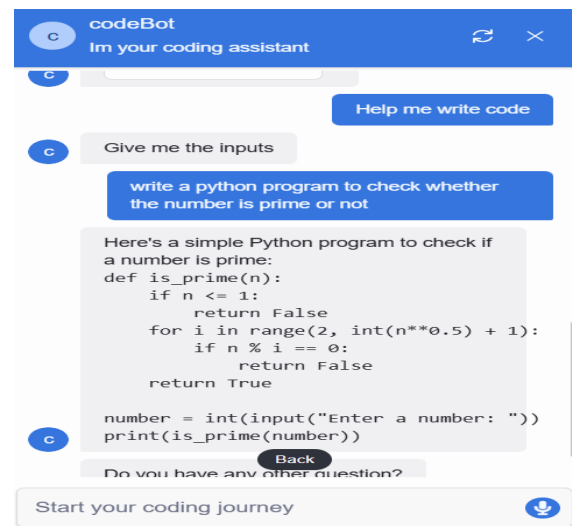 C
codeBot
Im your coding assistant
C
Help me write code
C
Give me the inputs
write a python program to check whether
the number is prime or not
Here's a simple Python program to check if
a number is prime:
def is_prime(n):
    if n <= 1:
        return False
    for i in range(2, int(n**0.5) + 1):
        if n % i == 0:
            return False
    return True

number = int(input("Enter a number: "))
print(is_prime(number))
C
Back
Do you have any other question?
Start your coding journey